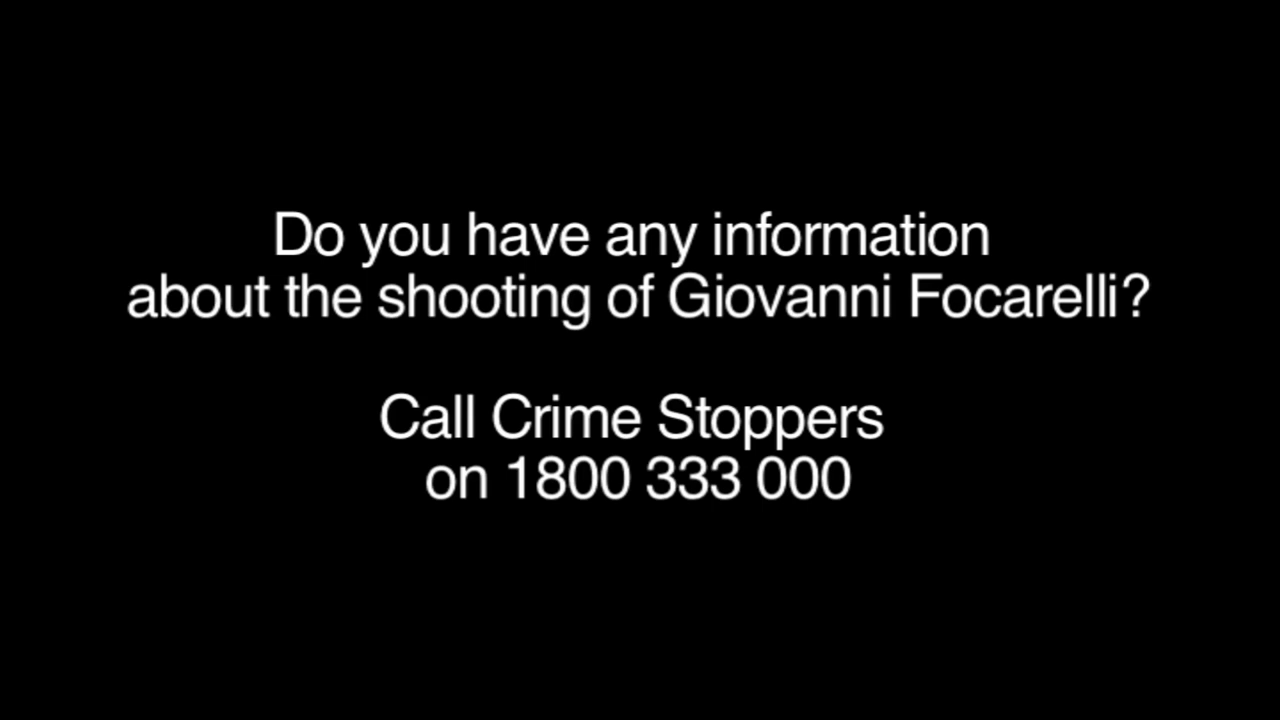 Do you have any information
about the shooting of Giovanni Focarelli?
Call Crime Stoppers
on 1800 333 000